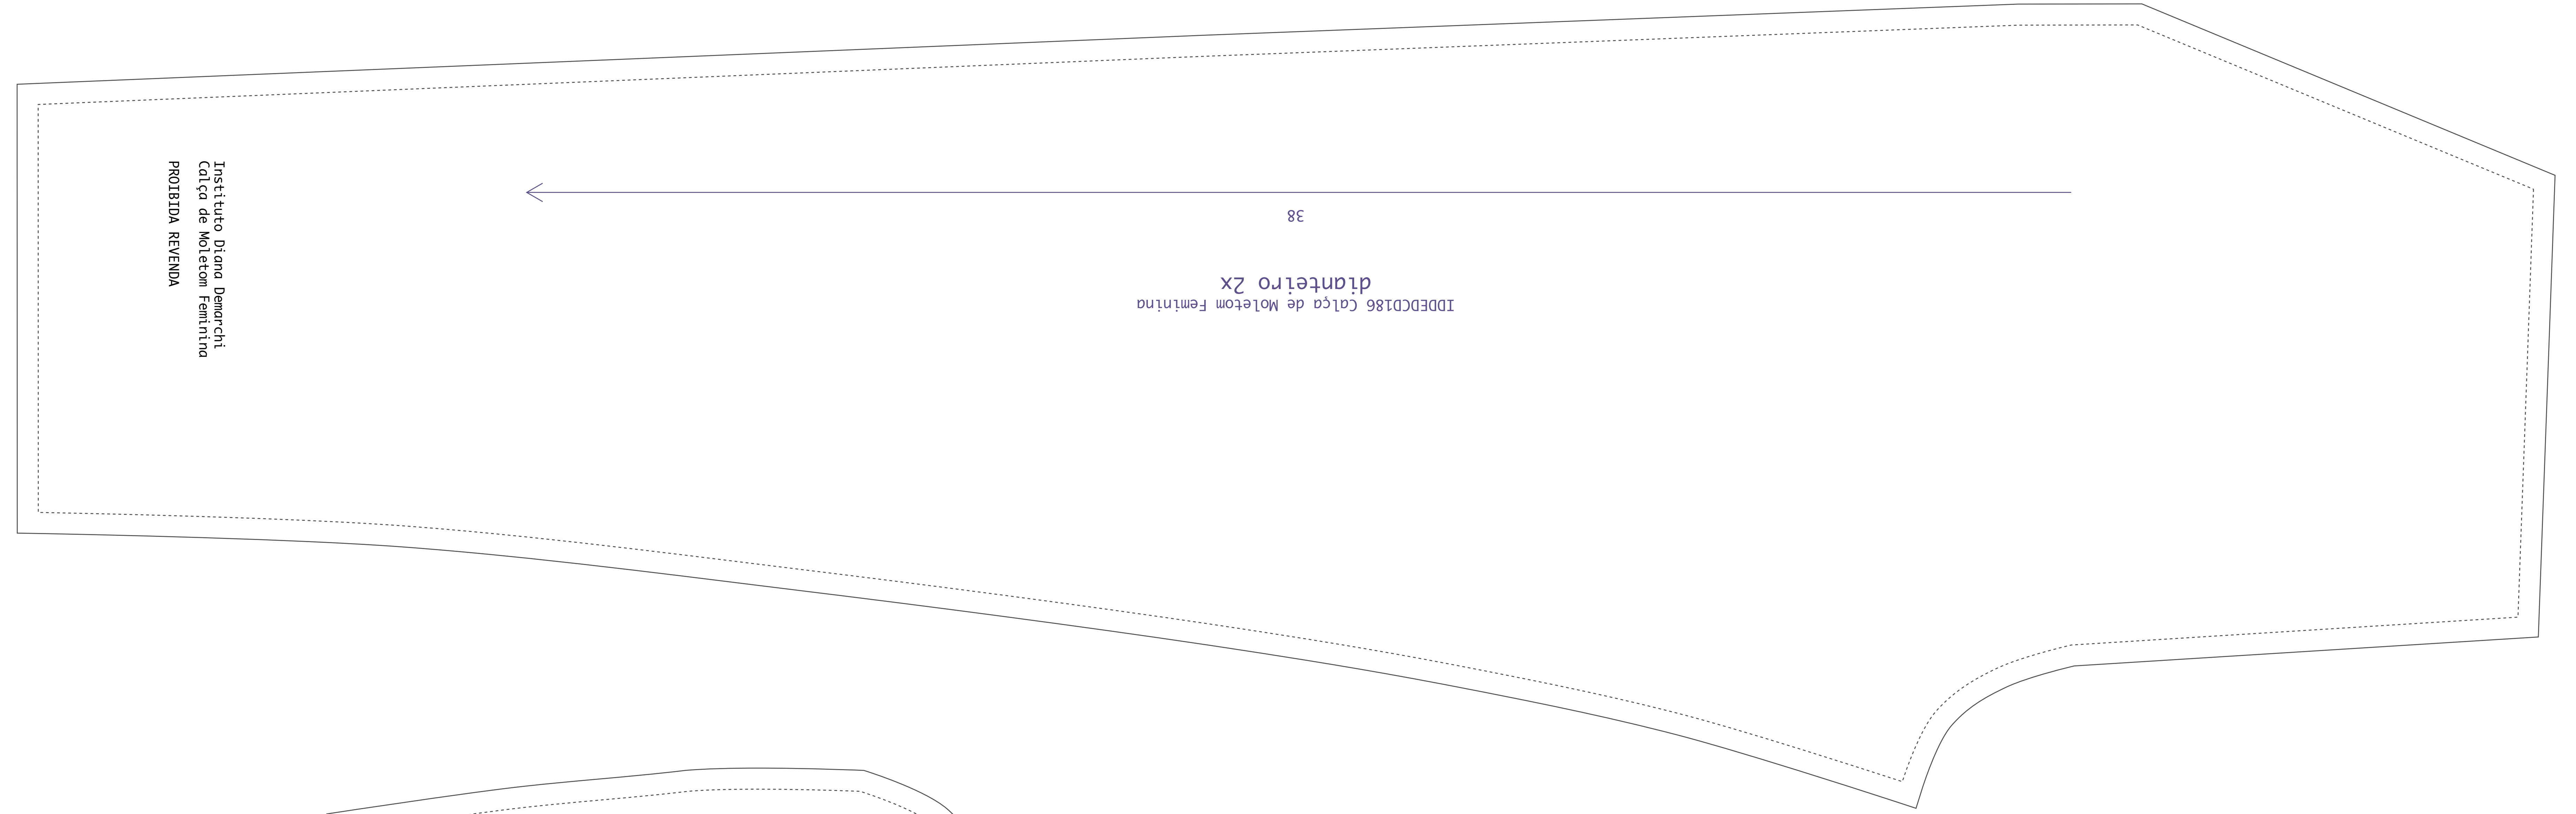 Instituto Diana Demarchi
Calça de Moletom Feminina
PROIBIDA REVENDA
38
dianteiro 2x
IDDEDCD186 Calça de Moletom Feminina